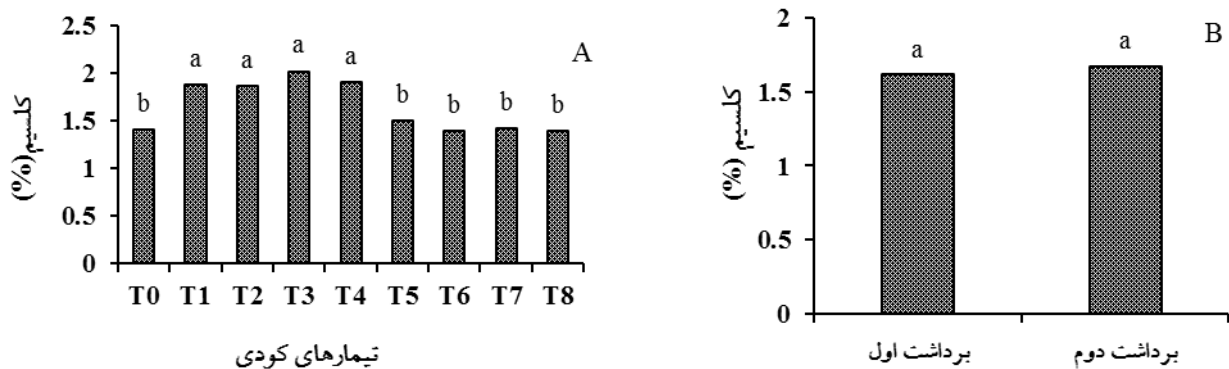 A
کلسیم(%)
2.5
2
1.5
1
0.5
0
b
a
a
a
a
b
b
b
b
T0 T1 T2 T3 T4 T5 T6 T7 T8
تیمارهای کودی
B
کلسیم (%)
2
1.5
1
0.5
0
a
a
برداشت اول
برداشت دوم